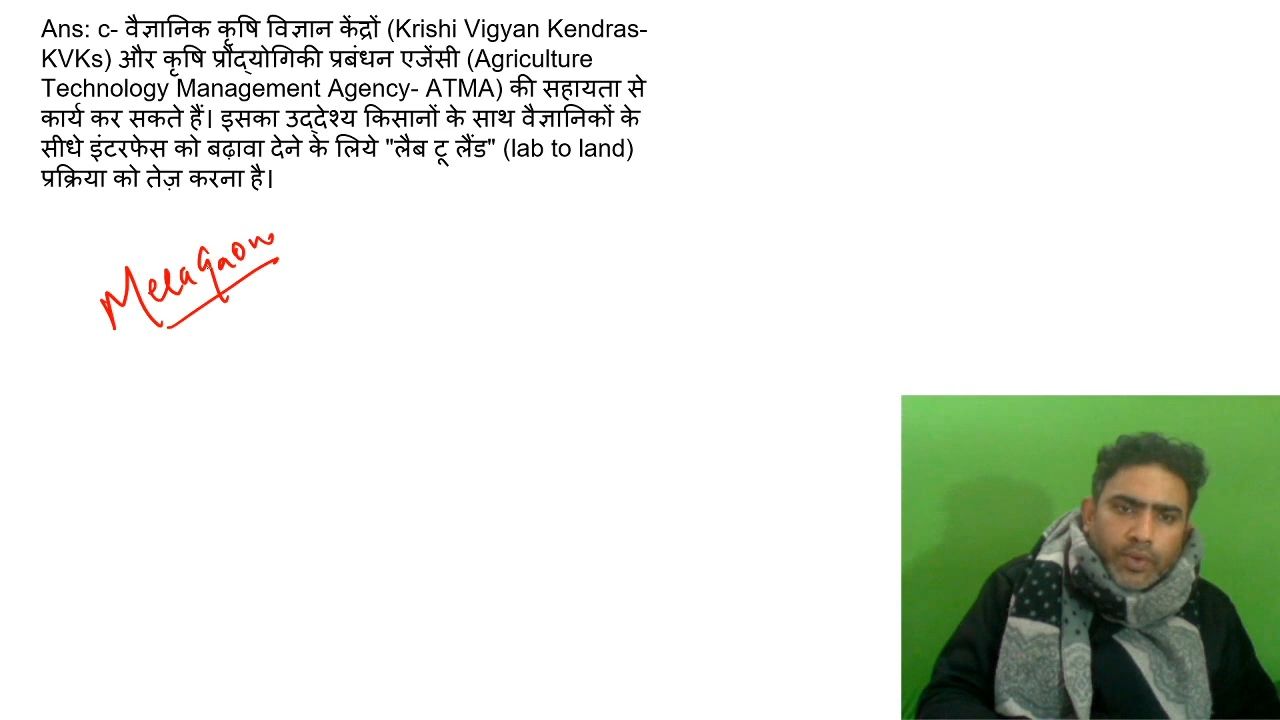 Ans: c- वैज्ञानिक कृषि विज्ञान केंद्रों (Krishi Vigyan Kendras-
KVKs) और कृषि प्रौद्योगिकी प्रबंधन एजेंसी (Agriculture
Technology Management Agency- ATMA) की सहायता से
कार्य कर सकते हैं। इसका उद्देश्य किसानों के साथ वैज्ञानिकों के
सीधे इंटरफेस को बढ़ावा देने के लिये "लैब टू लैंड" (lab to land)
प्रक्रिया को तेज़ करना है।